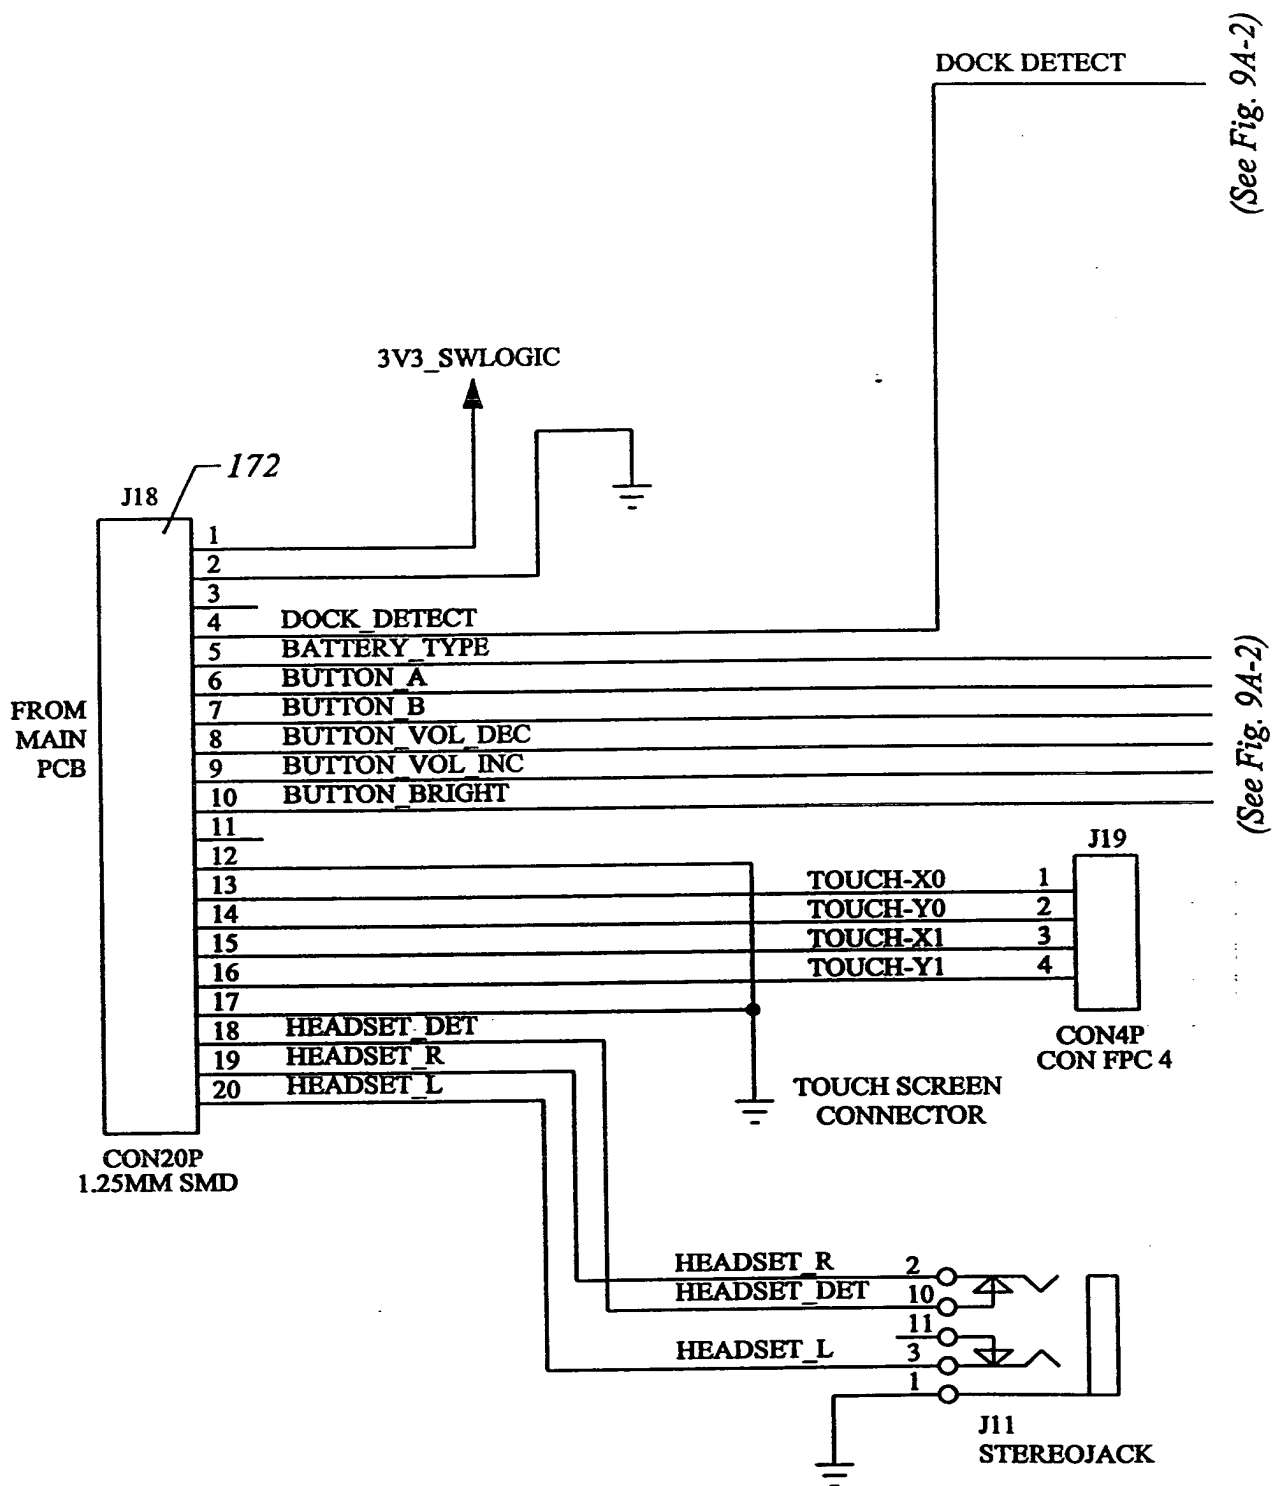 DOCK DETECT
(See Fig. 9A-2)
3V3_SWLOGIC
172
J18
1
2
3
4 DOCK_DETECT
5 BATTERY_TYPE
6 BUTTON_A
7 BUTTON_B
8 BUTTON_VOL_DEC
9 BUTTON_VOL_INC
10 BUTTON_BRIGHT
11
12
13
14
15
16
17
18 HEADSET_DET
19 HEADSET_R
20 HEADSET_L
FROM
MAIN
PCB
(See Fig. 9A-2)
J19
TOUCH-X0 1
TOUCH-Y0 2
TOUCH-X1 3
TOUCH-Y1 4
CON4P
CON FPC 4
TOUCH SCREEN
CONNECTOR
CON20P
1.25MM SMD
HEADSET_R 2
HEADSET_DET 10
11
HEADSET_L 3
1
J11
STEREOJACK